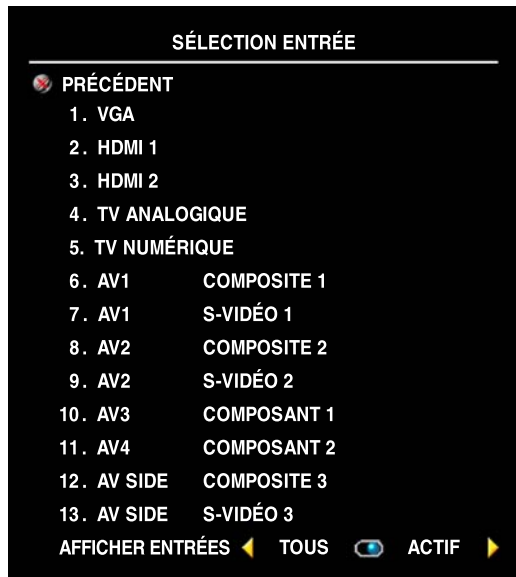 SÉLECTION ENTRÉE
PRÉCÉDENT
1. VGA
2. HDMI 1
3. HDMI 2
4. TV ANALOGIQUE
5. TV NUMÉRIQUE
6. AV1 COMPOSITE 1
7. AV1 S-VIDÉO 1
8. AV2 COMPOSITE 2
9. AV2 S-VIDÉO 2
10. AV3 COMPOSANT 1
11. AV4 COMPOSANT 2
12. AV SIDE COMPOSITE 3
13. AV SIDE S-VIDÉO 3
AFFICHER ENTRÉES TOUS ACTIF